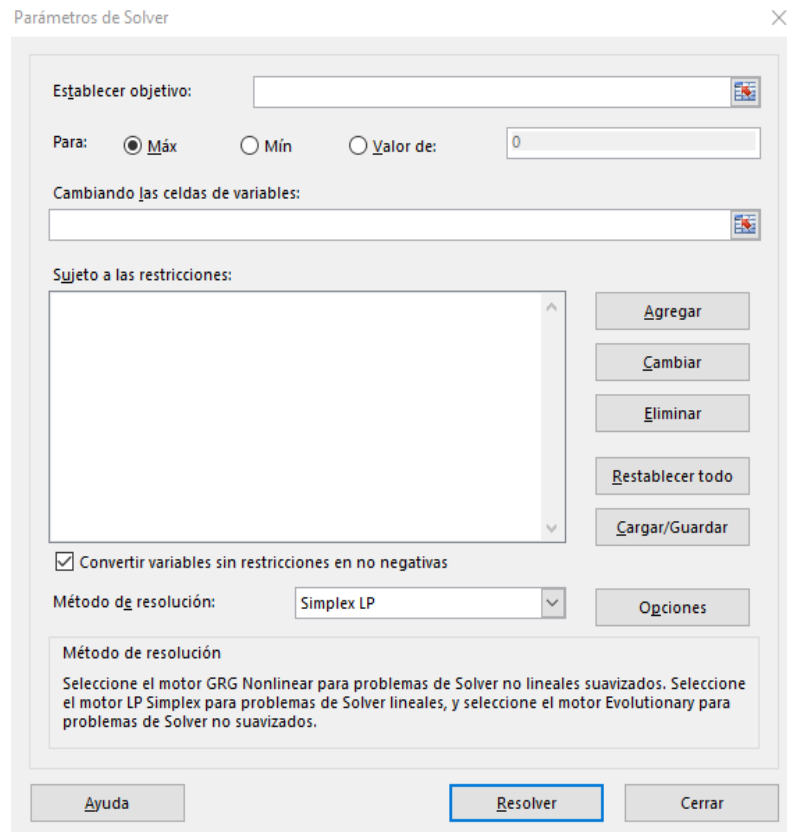 Parámetros de Solver
Establecer objetivo:
Para: Máx Mín Valor de: 0
Cambiando las celdas de variables:
Sujeto a las restricciones:
Agregar
Cambiar
Eliminar
Restablecer todo
Cargar/Guardar
Convertir variables sin restricciones en no negativas
Método de resolución: Simplex LP Opciones
Método de resolución
Seleccione el motor GRG Nonlinear para problemas de Solver no lineales suavizados. Seleccione
el motor LP Simplex para problemas de Solver lineales, y seleccione el motor Evolutionary para
problemas de Solver no suavizados.
Ayuda Resolver Cerrar